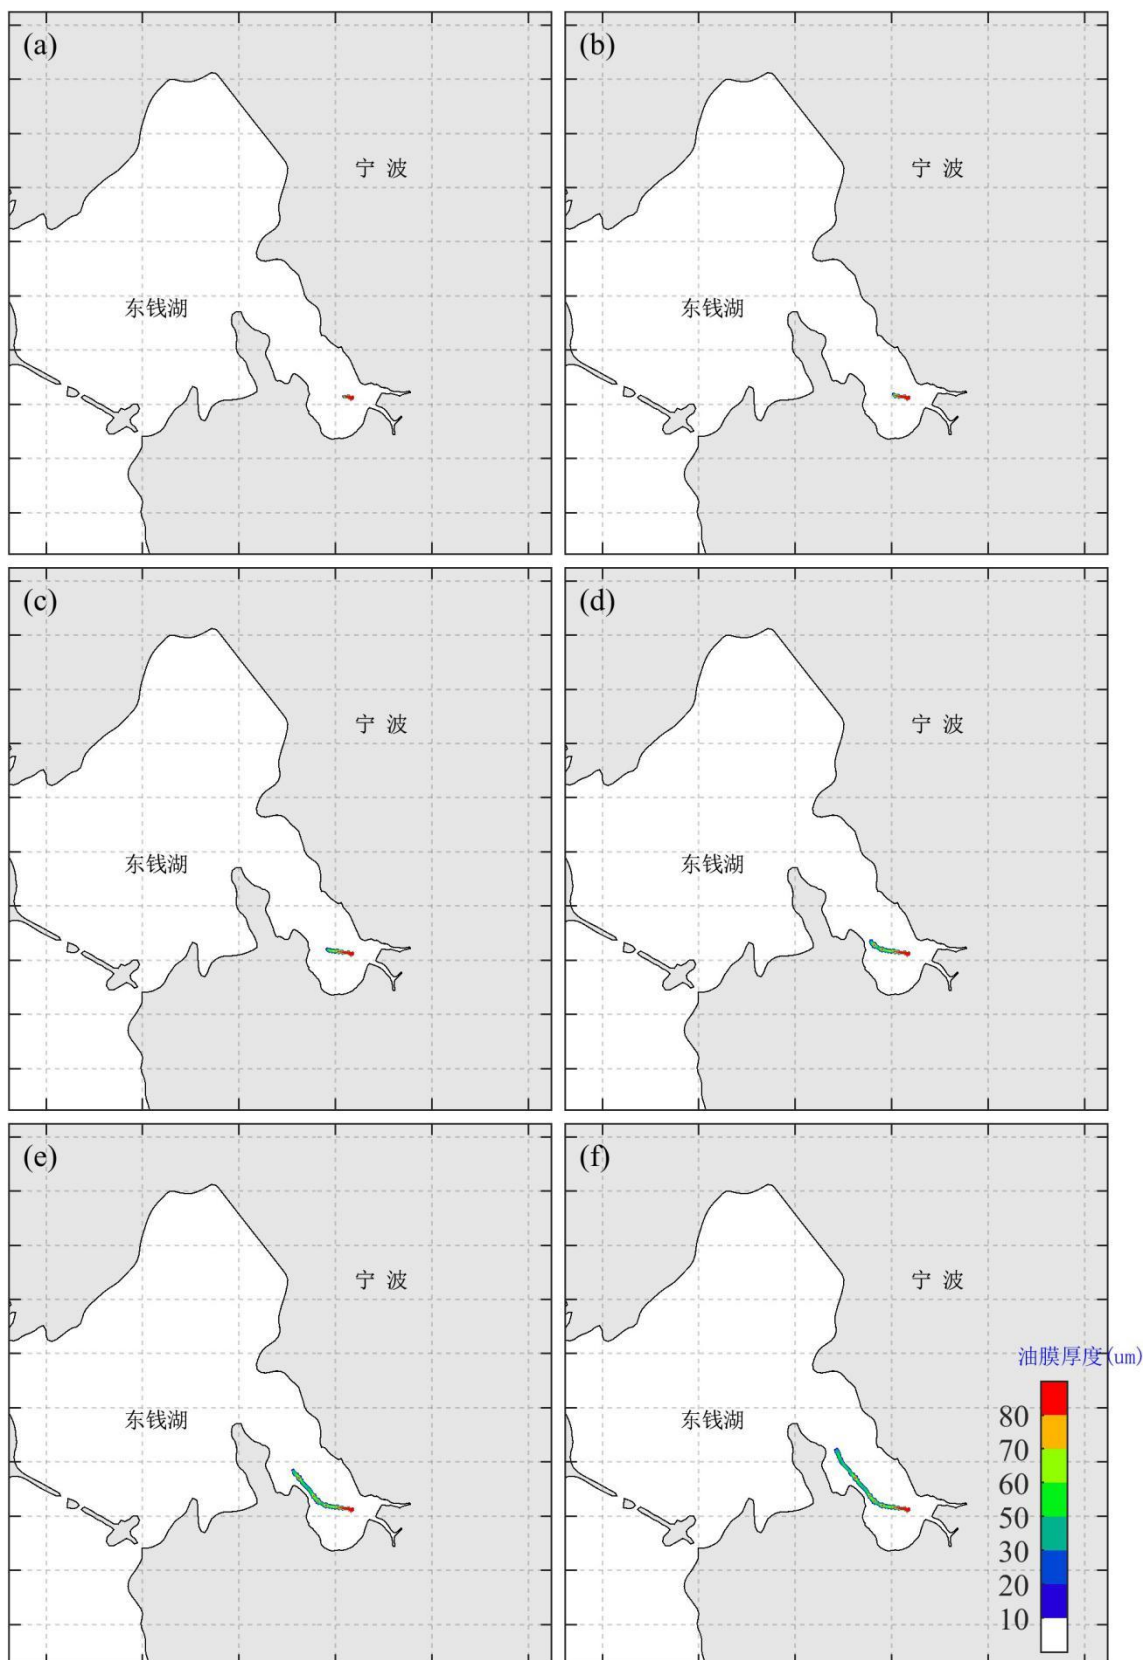 (a)
宁 波
东钱湖
(b)
宁 波
东钱湖
(c)
宁 波
东钱湖
(d)
宁 波
东钱湖
(e)
宁 波
东钱湖
(f)
宁 波
东钱湖
油膜厚度(um)
80
70
60
50
30
20
10